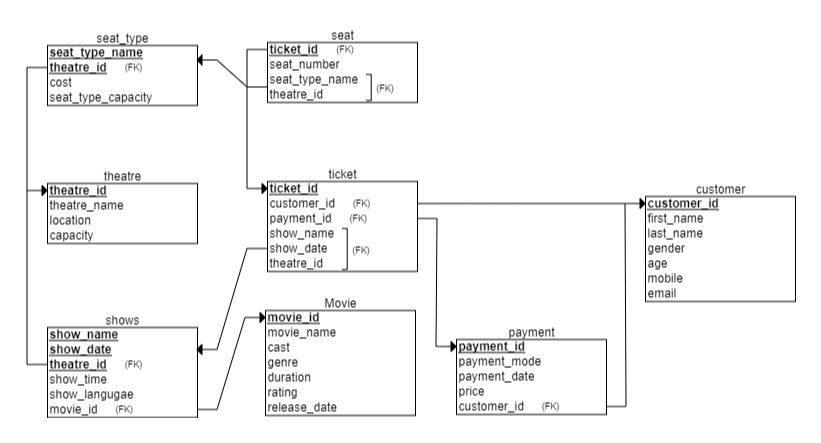 seat_type
seat_type_name
theatre_id (FK)
cost
seat_type_capacity
seat
ticket_id (FK)
seat_number
seat_type_name
theatre_id
(FK)
theatre
theatre_id
theatre_name
location
capacity
ticket
ticket_id
customer_id (FK)
payment_id (FK)
show_name
show_date
theatre_id
(FK)
customer
customer_id
first_name
last_name
gender
age
mobile
email
shows
show_name
show_date
theatre_id (FK)
show_time
show_langugae
movie_id (FK)
Movie
movie_id
movie_name
cast
genre
duration
rating
release_date
payment
payment_id
payment_mode
payment_date
price
customer_id (FK)